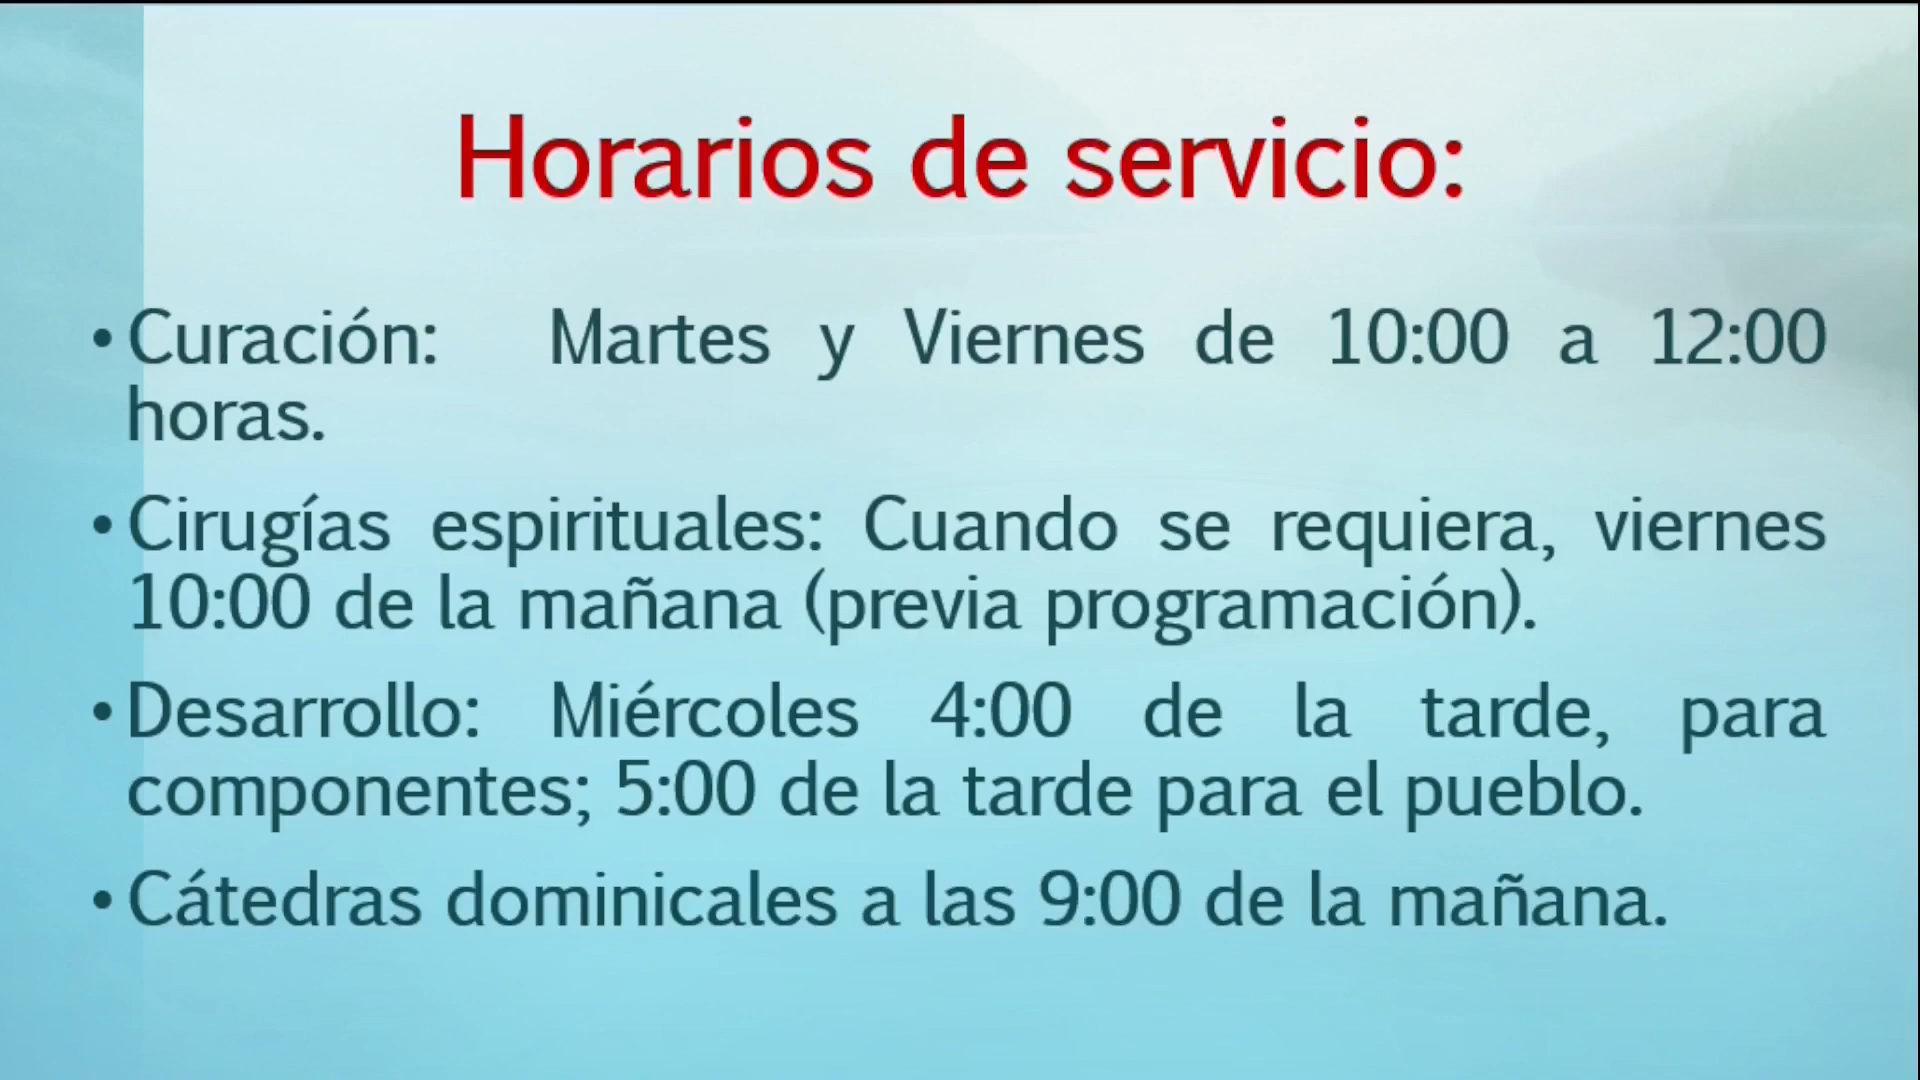 Horarios de servicio:
•Curación: Martes y Viernes de 10:00 a 12:00
horas.
•Cirugías espirituales: Cuando se requiera, viernes
10:00 de la mañana (previa programación).
•Desarrollo: Miércoles 4:00 de la tarde, para
componentes; 5:00 de la tarde para el pueblo.
•Cátedras dominicales a las 9:00 de la mañana.